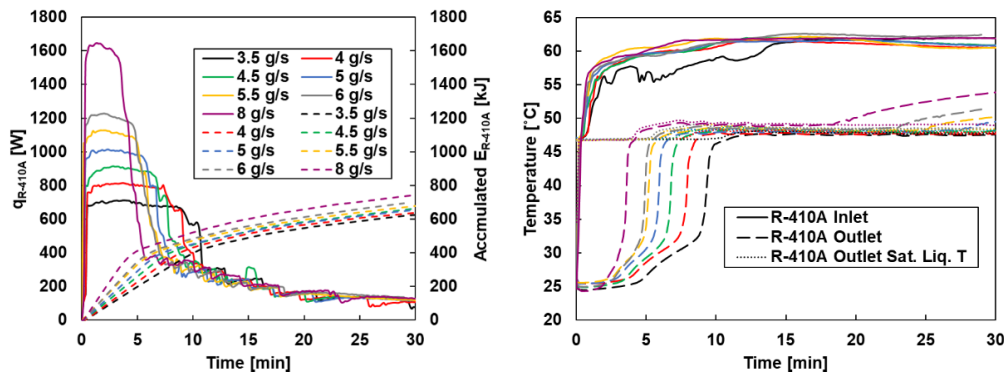 1800
1600
1400
1200
1000
800
600
400
200
0
q_R-410A [W]
3.5 g/s 4 g/s
4.5 g/s 5 g/s
5.5 g/s 6 g/s
8 g/s 3.5 g/s
4 g/s 4.5 g/s
5 g/s 5.5 g/s
6 g/s 8 g/s
1800
1600
1400
1200
1000
800
600
400
200
0
Accumulated E_R-410A [kJ]
0 5 10 15 20 25 30
Time [min]
65
60
55
50
45
40
35
30
25
20
Temperature [°C]
R-410A Inlet
R-410A Outlet
R-410A Outlet Sat. Liq. T
0 5 10 15 20 25 30
Time [min]